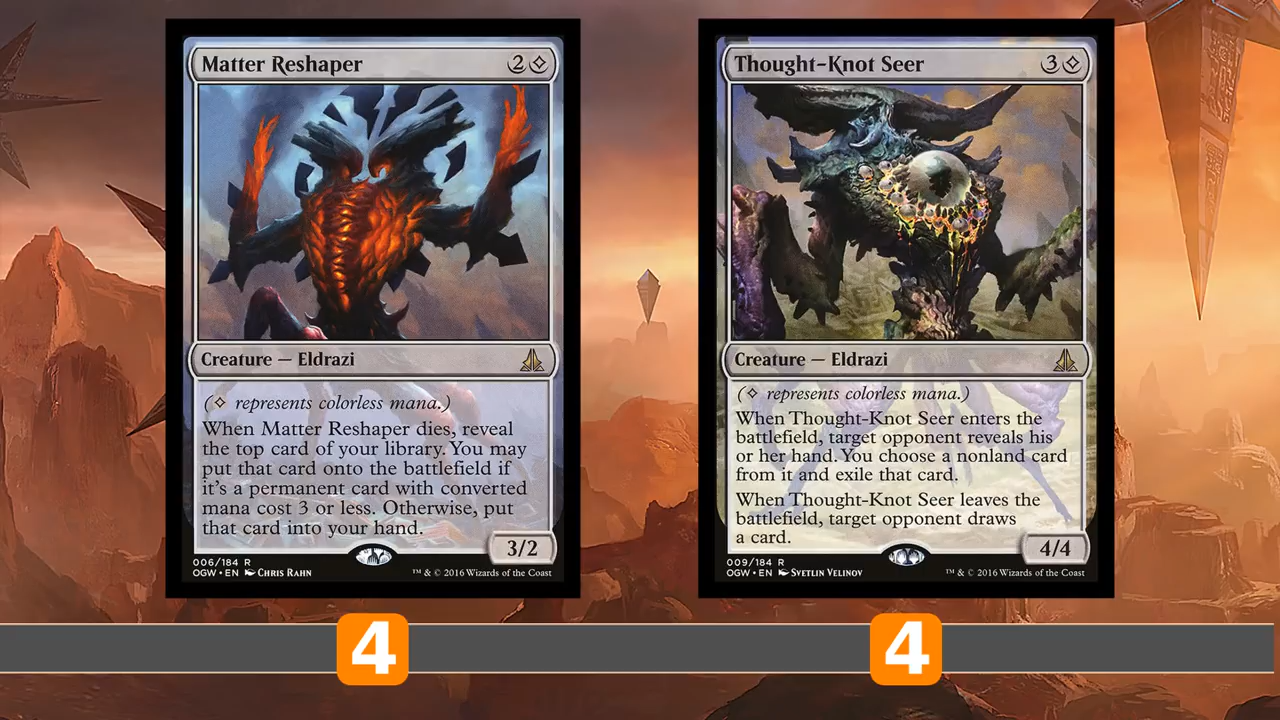 Matter Reshaper 2
Creature — Eldrazi
( represents colorless mana.)
When Matter Reshaper dies, reveal
the top card of your library. You may
put that card onto the battlefield if
it's a permanent card with converted
mana cost 3 or less. Otherwise, put
that card into your hand.
3/2
006/184 R
OGW • EN Chris Rahn
™ & © 2016 Wizards of the Coast
4
Thought-Knot Seer 3
Creature — Eldrazi
( represents colorless mana.)
When Thought-Knot Seer enters the
battlefield, target opponent reveals his
or her hand. You choose a nonland card
from it and exile that card.
When Thought-Knot Seer leaves the
battlefield, target opponent draws
a card.
4/4
009/184 R
OGW • EN Svetlin Velinov
™ & © 2016 Wizards of the Coast
4